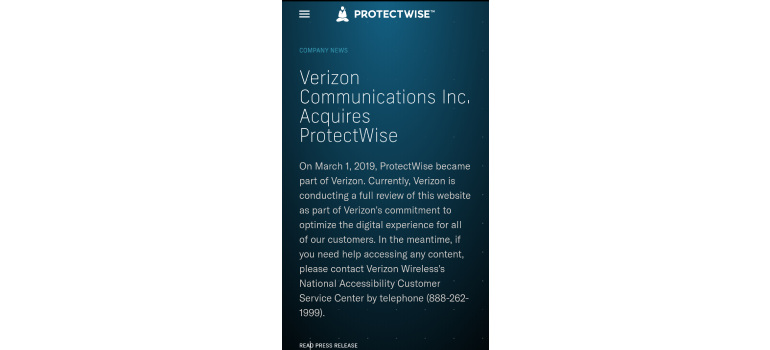 PROTECTWISE™
COMPANY NEWS
Verizon
Communications Inc.
Acquires
ProtectWise
On March 1, 2019, ProtectWise became
part of Verizon. Currently, Verizon is
conducting a full review of this website
as part of Verizon's commitment to
optimize the digital experience for all
of our customers. In the meantime, if
you need help accessing any content,
please contact Verizon Wireless's
National Accessibility Customer
Service Center by telephone (888-262-
1999).
READ PRESS RELEASE